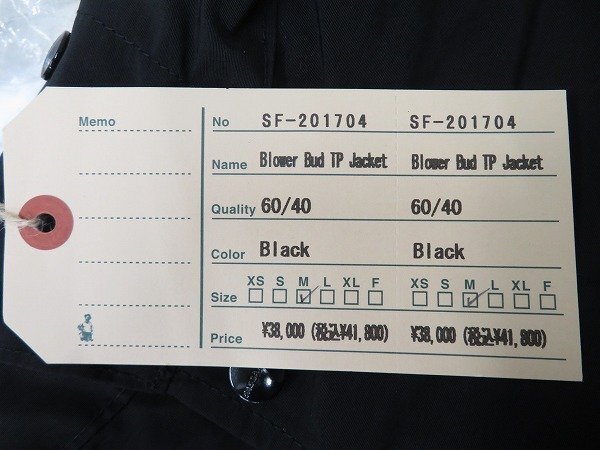 Memo
No SF-201704 SF-201704
Name Blower Bud TP Jacket Blower Bud TP Jacket
Quality 60/40 60/40
Color Black Black
XS S M L XL F XS S M L XL F
Size
Price ¥38,000 (税込¥41,800) ¥38,000 (税込¥41,800)